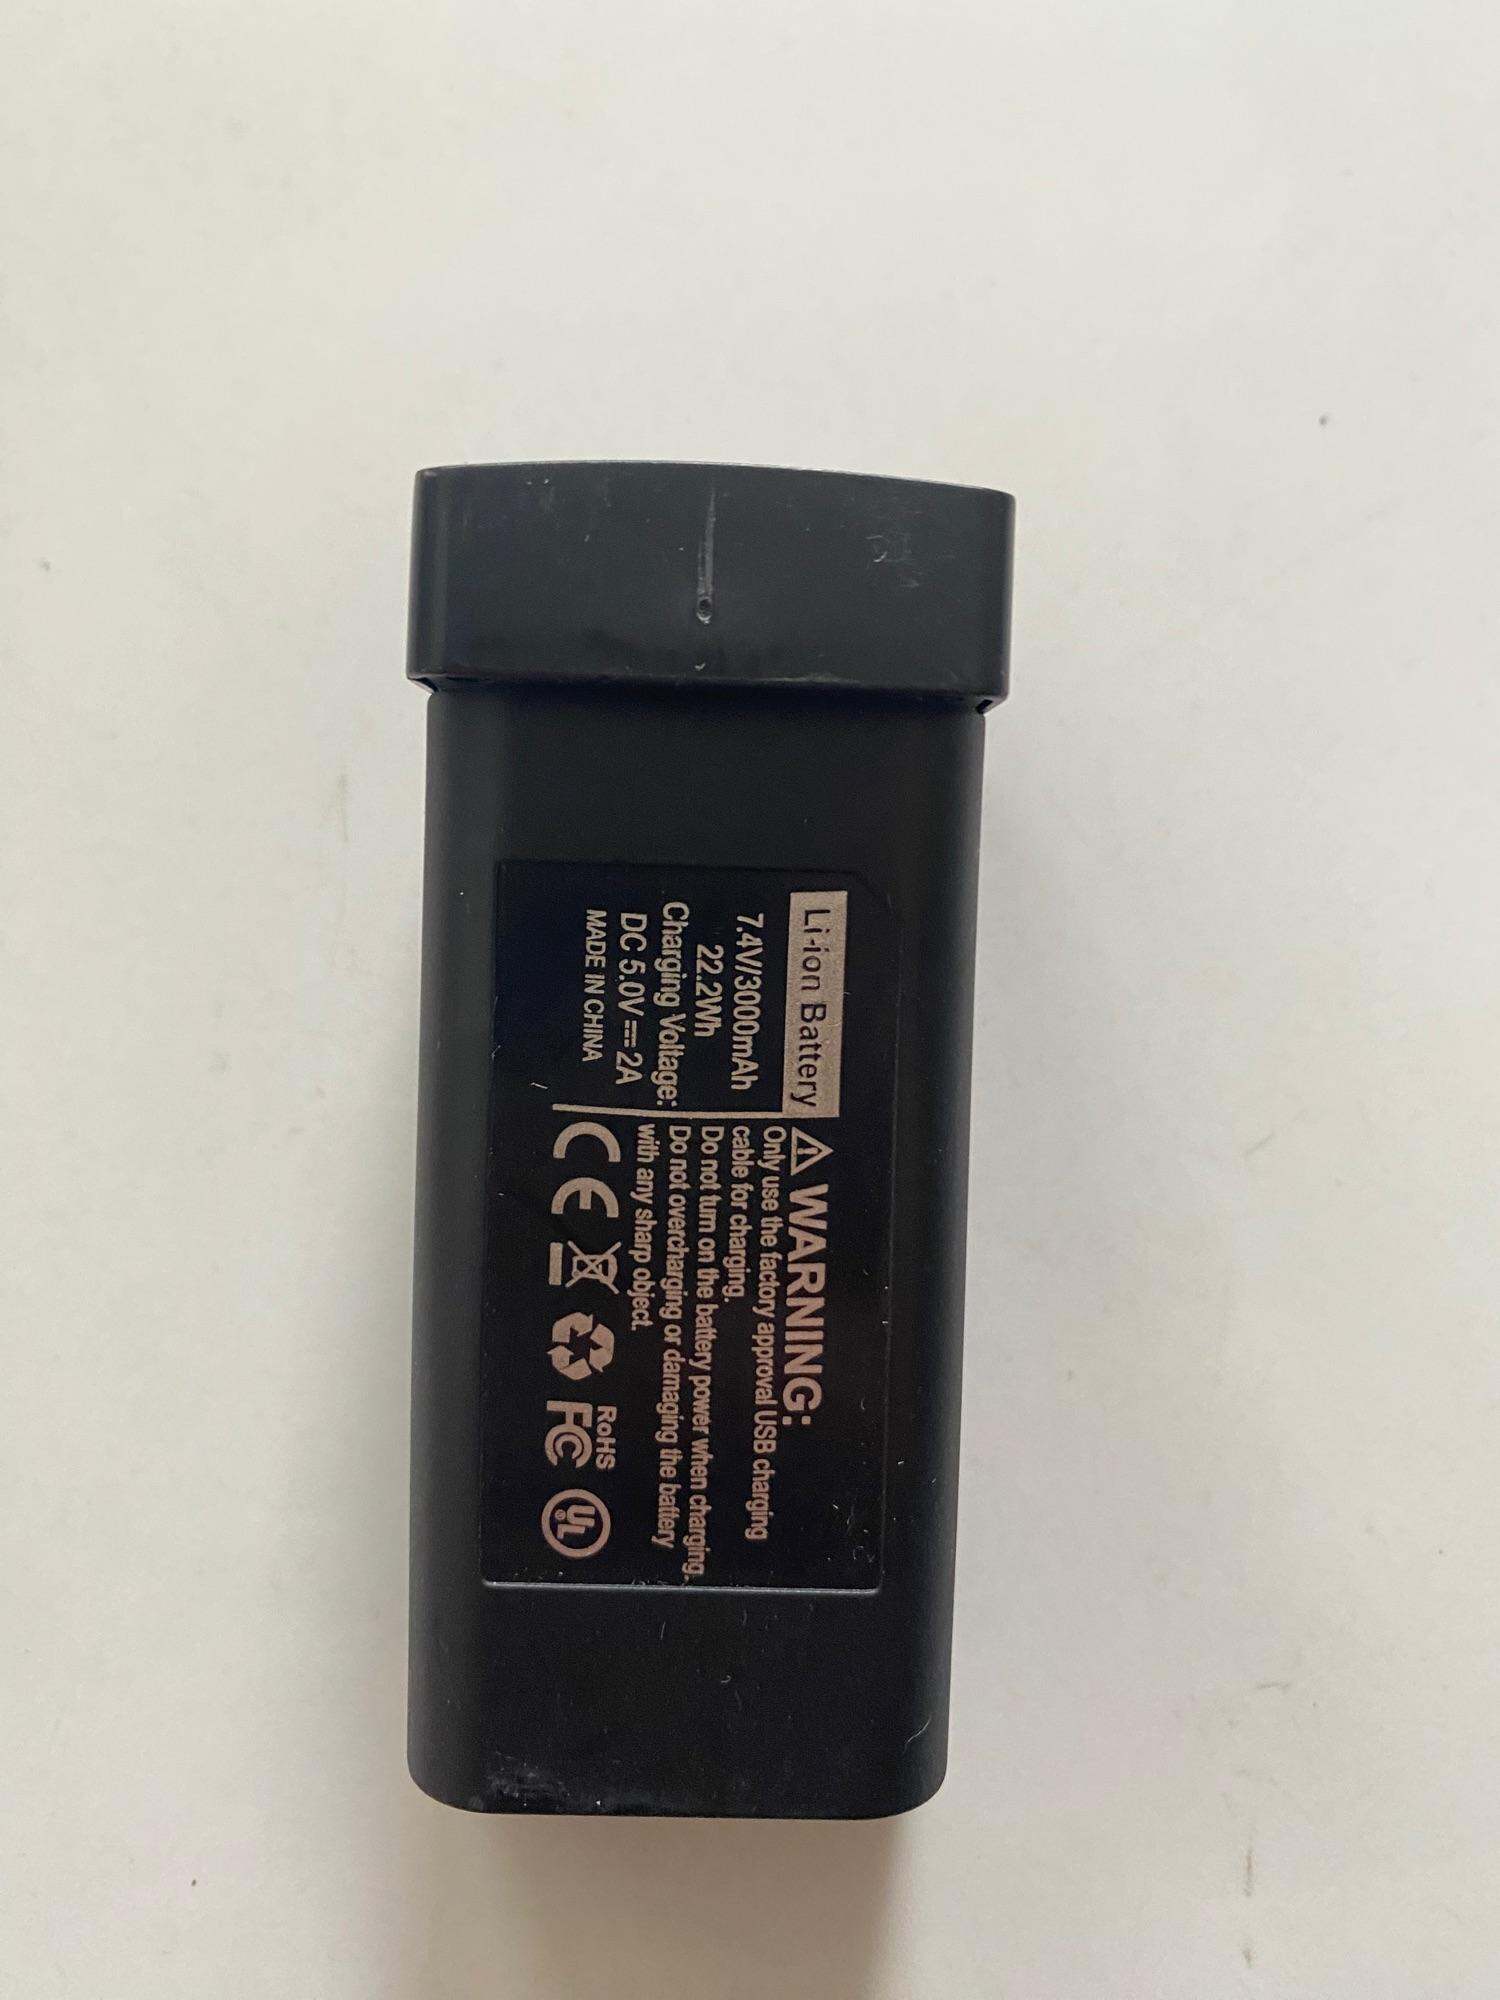 Li-ion Battery
7.4V/3000mAh
22.2Wh
Charging Voltage:
DC 5.0V⎓2A
MADE IN CHINA
⚠ WARNING:
Only use the factory approval USB charging
cable for charging.
Do not turn on the battery power when charging.
Do not overcharging or damaging the battery
with any sharp object.
CE
RoHS
FC
UL